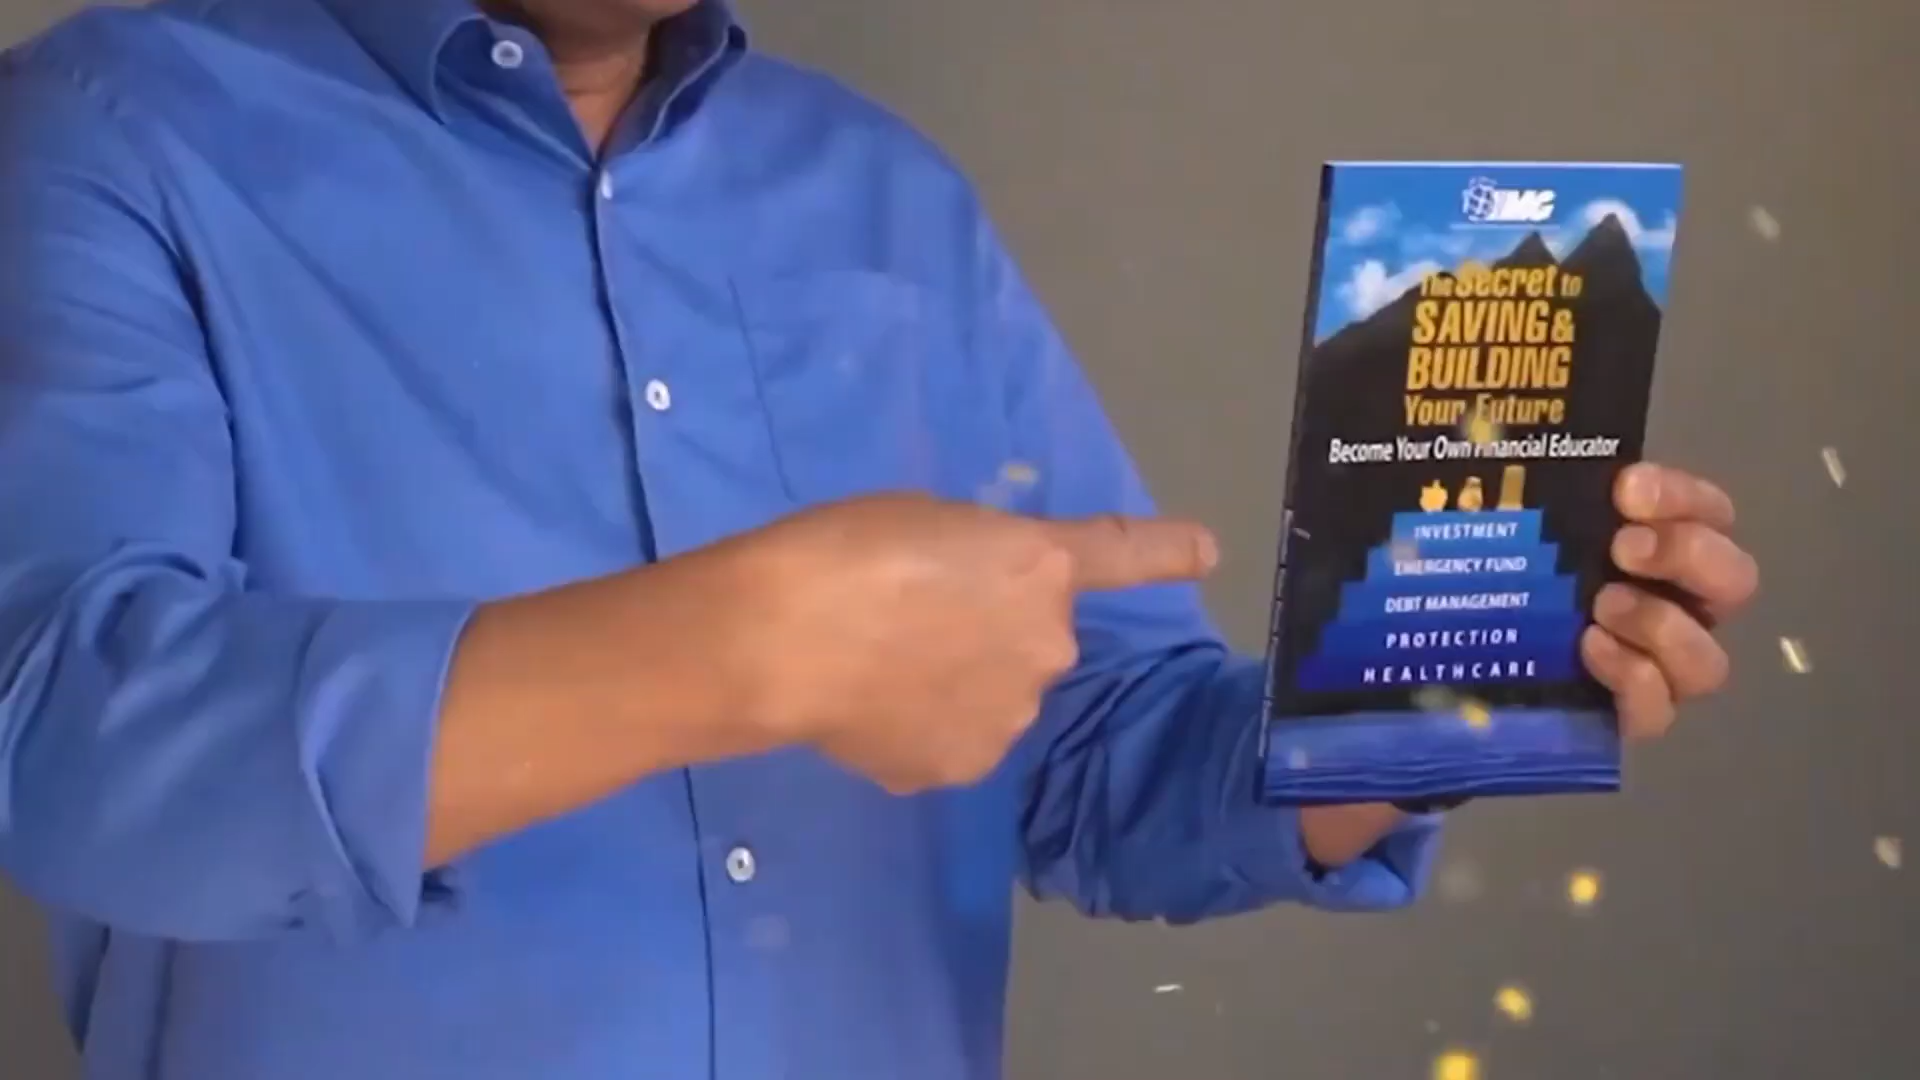 IMG
The Secret to
SAVING &
BUILDING
Your Future
Become Your Own Financial Educator
INVESTMENT
EMERGENCY FUND
DEBT MANAGEMENT
PROTECTION
HEALTHCARE